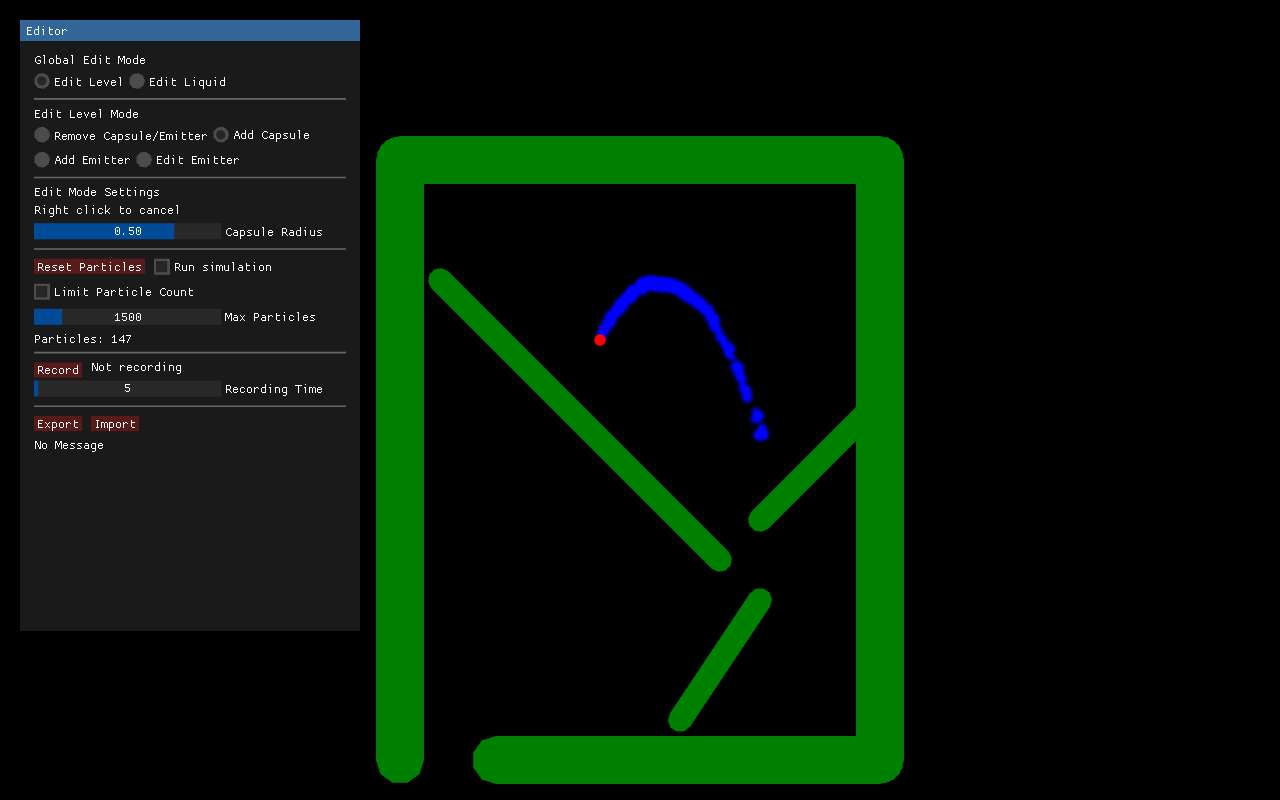 Editor
Global Edit Mode
Edit Level Edit Liquid
Edit Level Mode
Remove Capsule/Emitter Add Capsule
Add Emitter Edit Emitter
Edit Mode Settings
Right click to cancel
0.50 Capsule Radius
Reset Particles Run simulation
Limit Particle Count
1500 Max Particles
Particles: 147
Record Not recording
5 Recording Time
Export Import
No Message